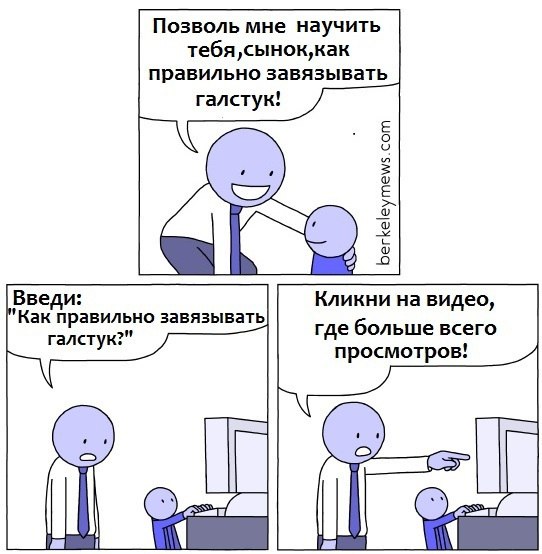 Позволь мне научить
тебя,сынок,как
правильно завязывать
галстук!
berkeleymews.com
Введи:
"Как правильно завязывать
галстук?"
Кликни на видео,
где больше всего
просмотров!